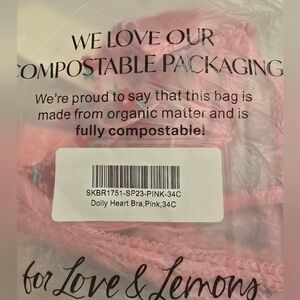 WE LOVE OUR
COMPOSTABLE PACKAGING
We're proud to say that this bag is
made from organic matter and is
fully compostable!
SKBR1751-SP23-PINK-34C
Dolly Heart Bra,Pink,34C
for Love & Lemons